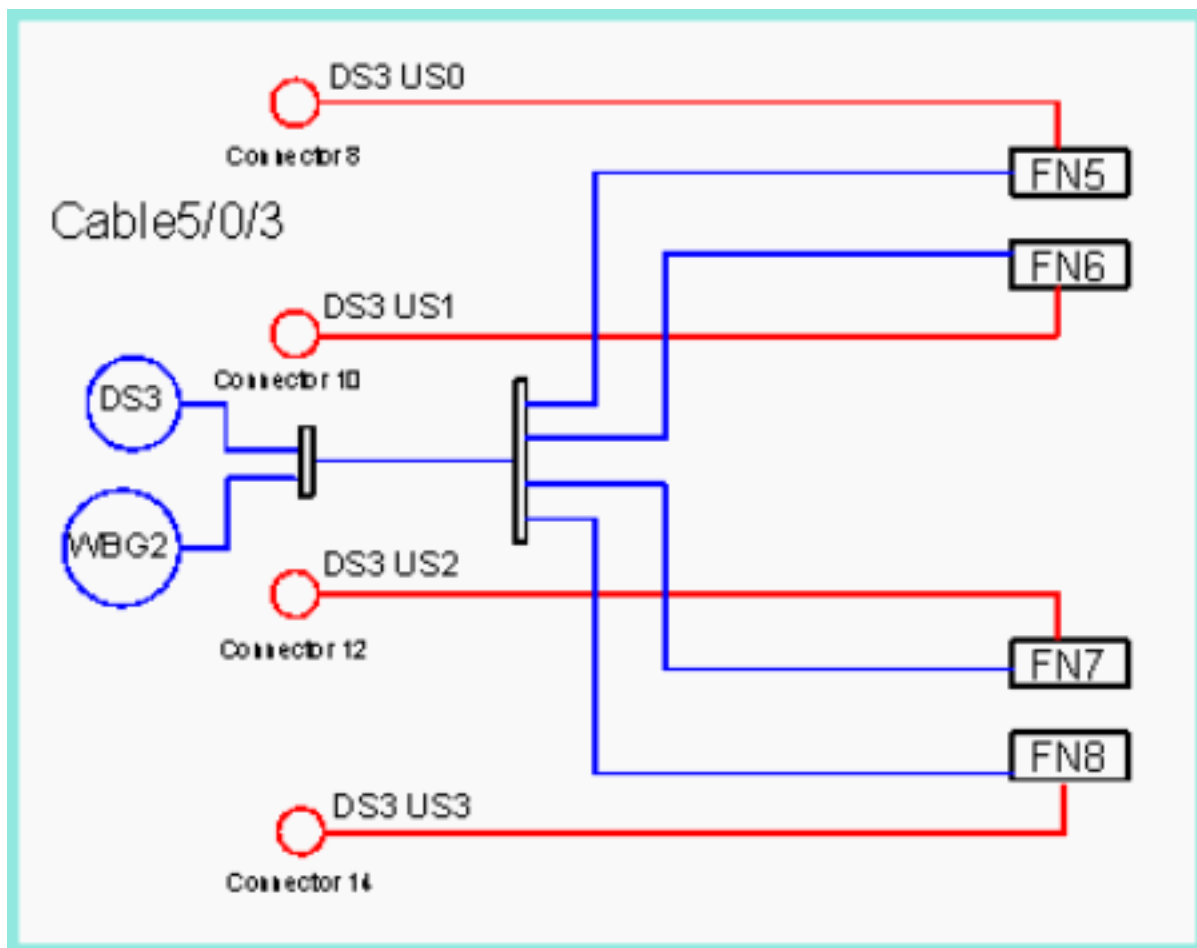 DS3 US0
Connector 8
FN5
Cable5/0/3
FN6
DS3 US1
Connector 10
DS3
WBG2
DS3 US2
Connector 12
FN7
FN8
DS3 US3
Connector 14